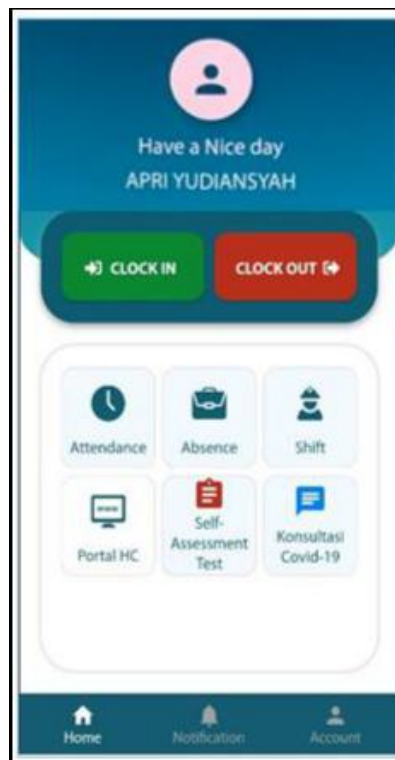 Have a Nice day
APRI YUDIANSYAH
CLOCK IN
CLOCK OUT
Attendance
Absence
Shift
Portal HC
Self-
Assessment
Test
Konsultasi
Covid-19
Home
Notification
Account